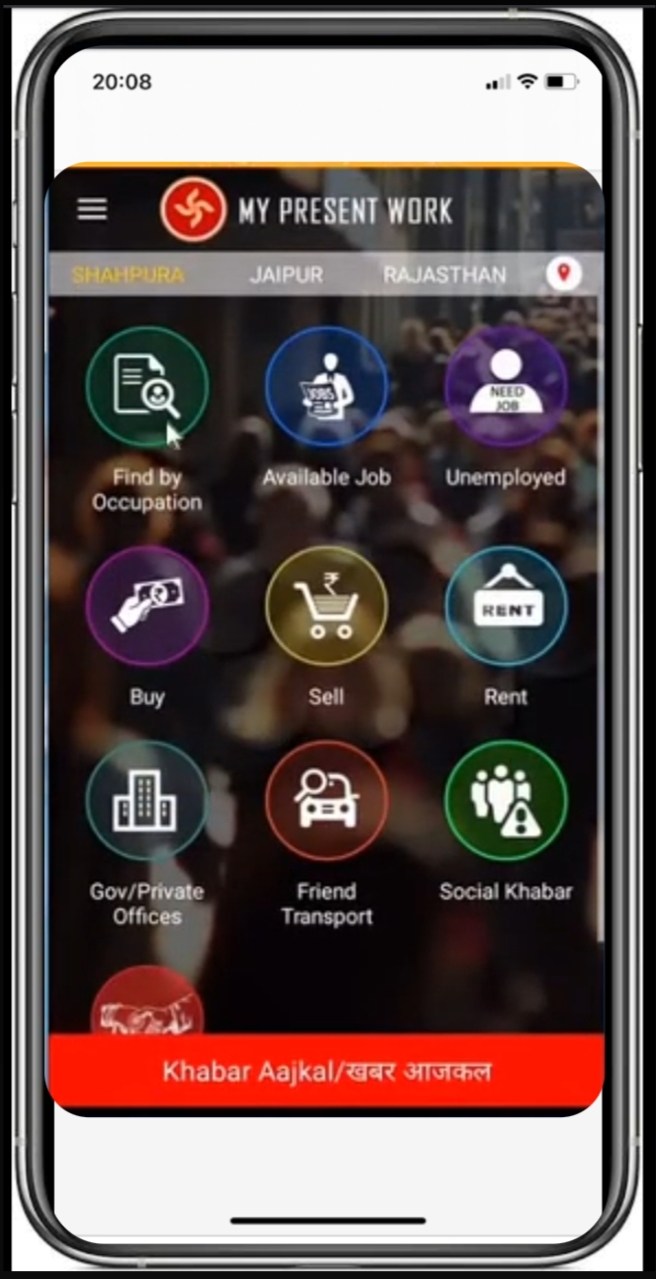 20:08
MY PRESENT WORK
SHAHPURA JAIPUR RAJASTHAN
JOBS
NEED
JOB
Find by
Occupation
Available Job
Unemployed
₹
₹
RENT
Buy
Sell
Rent
Gov/Private
Offices
Friend
Transport
Social Khabar
Khabar Aajkal/खबर आजकल